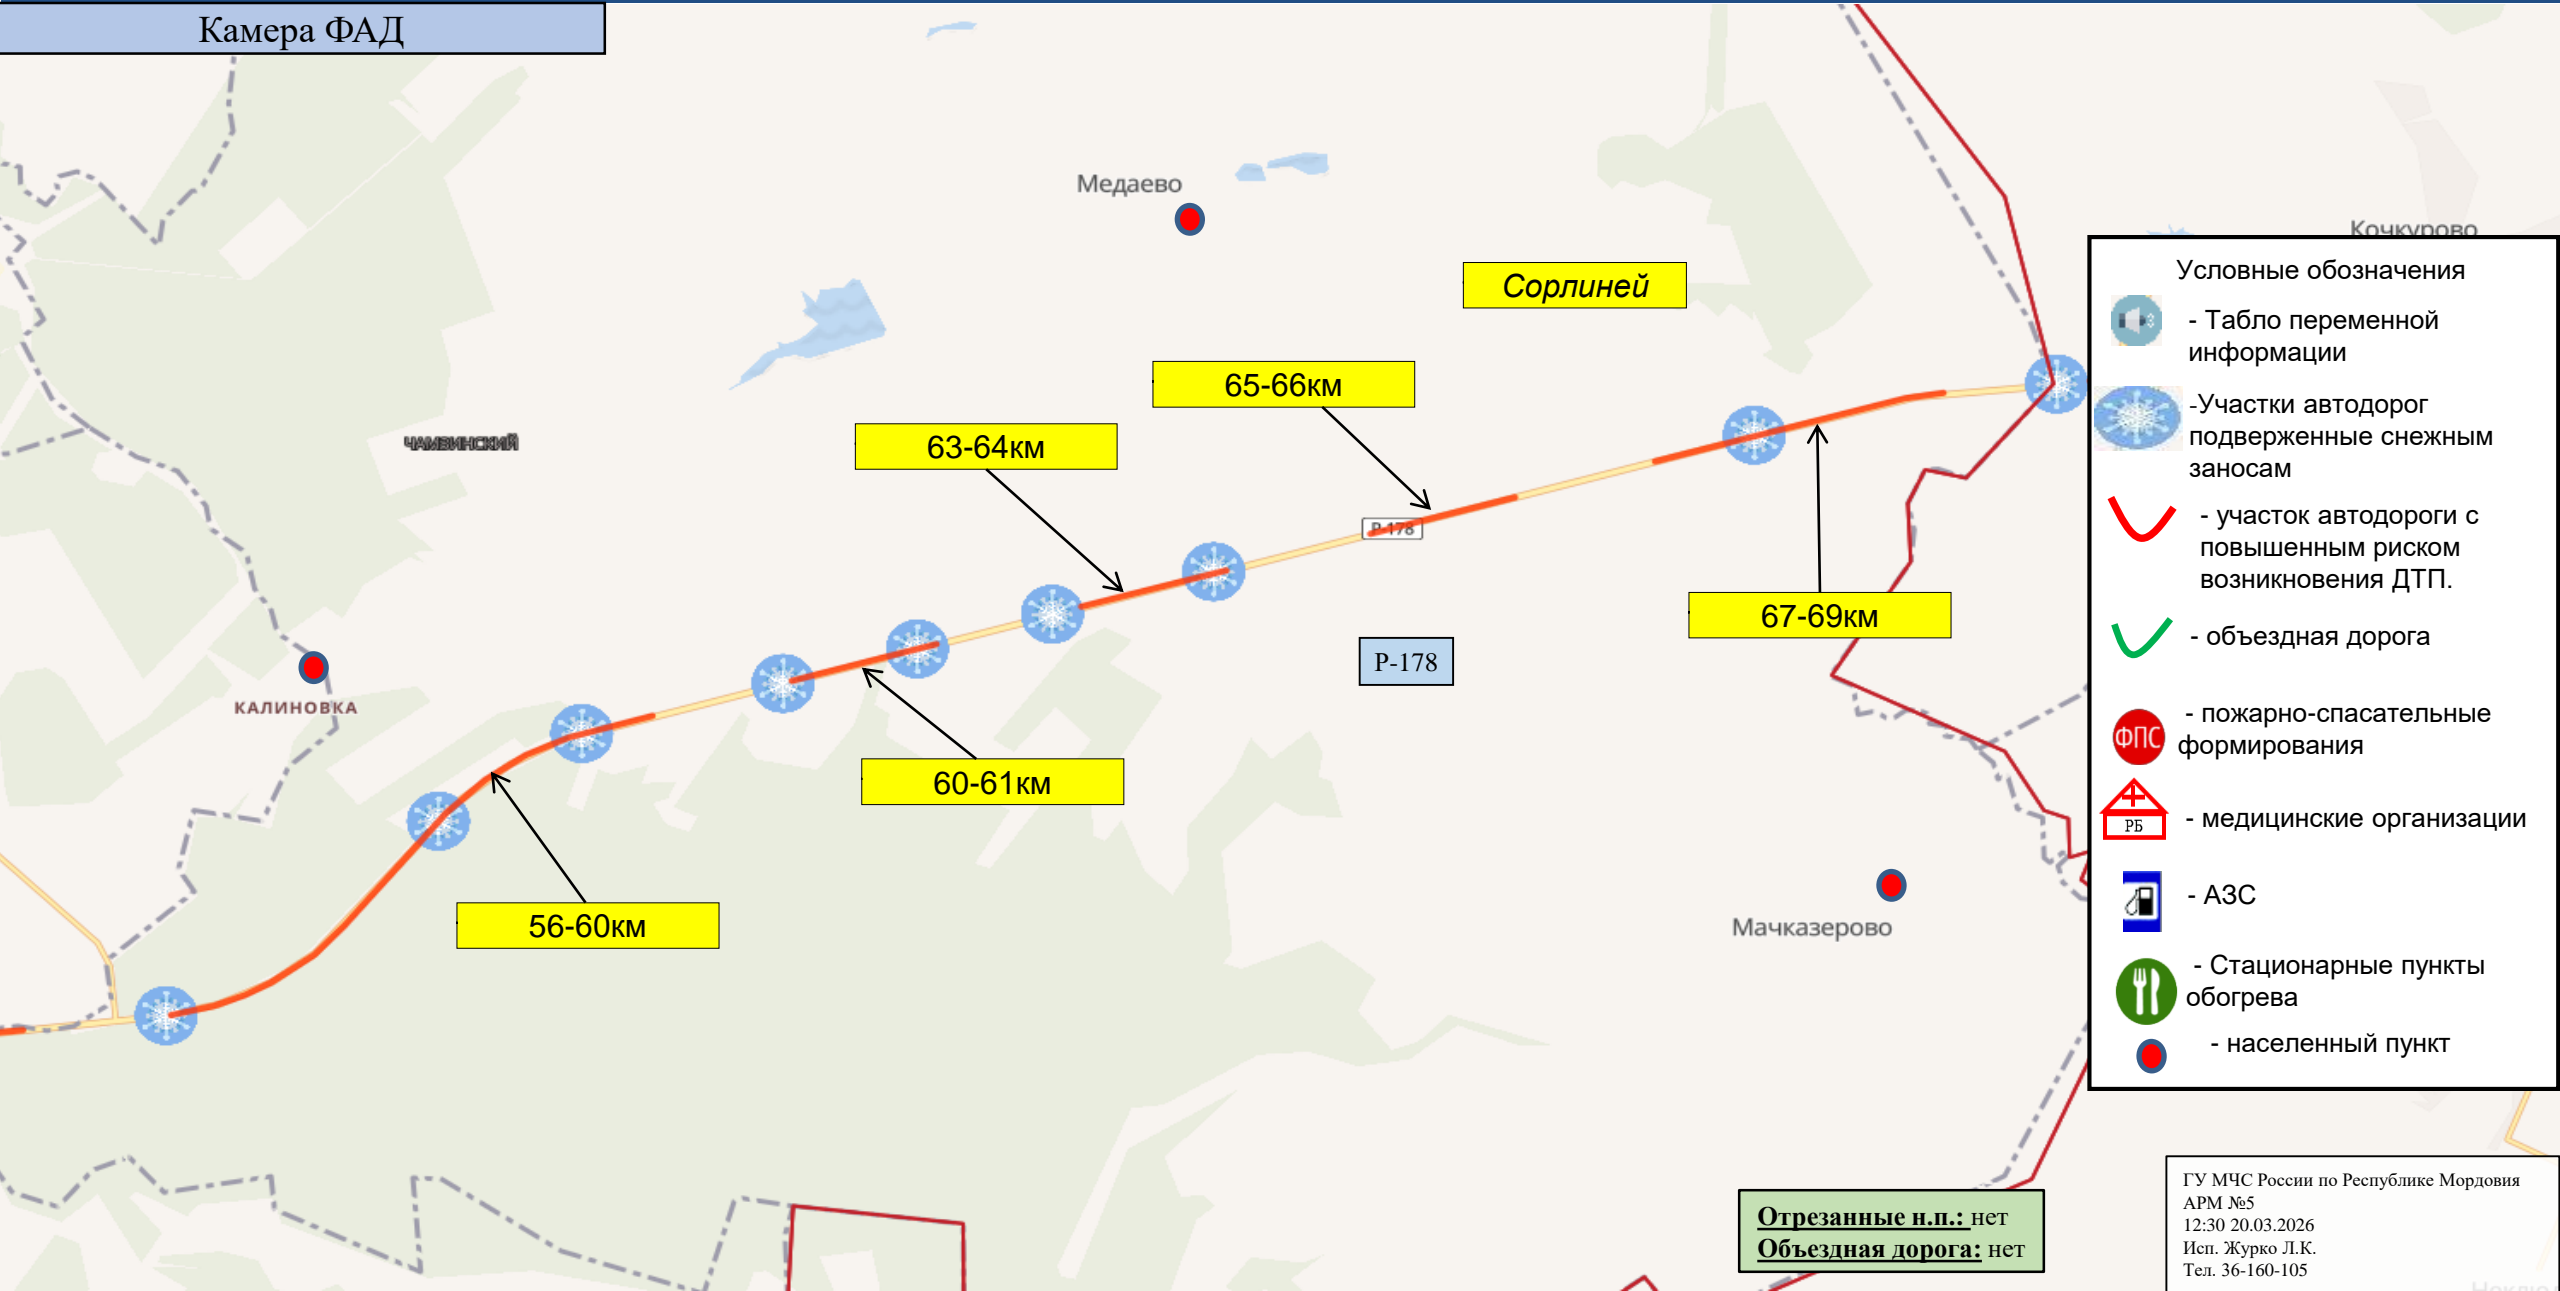 Камера ФАД
Медаево
Кочкурово
Сорлиней
65-66км
63-64км
ЧАМЗИНСКИЙ
Р-178
67-69км
Р-178
КАЛИНОВКА
60-61км
56-60км
Мачказерово
Условные обозначения
- Табло переменной
информации
-Участки автодорог
подверженные снежным
заносам
- участок автодороги с
повышенным риском
возникновения ДТП.
- объездная дорога
ФПС
- пожарно-спасательные
формирования
РБ
- медицинские организации
- АЗС
- Стационарные пункты
обогрева
- населенный пункт
Отрезанные н.п.: нет
Объездная дорога: нет
ГУ МЧС России по Республике Мордовия
АРМ №5
12:30 20.03.2026
Исп. Журко Л.К.
Тел. 36-160-105